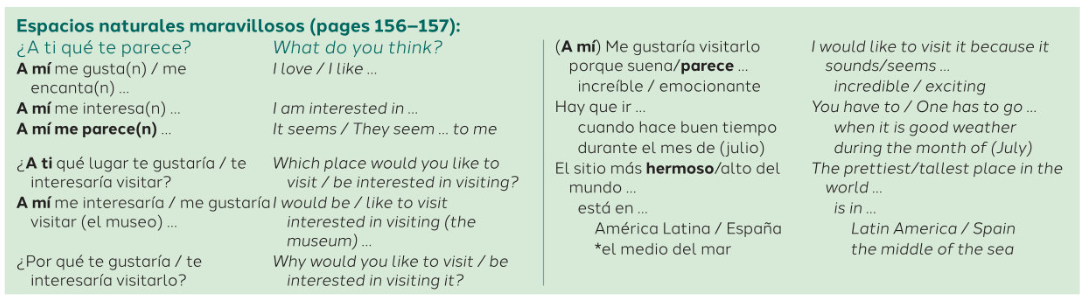 Espacios naturales maravillosos (pages 156–157):
¿A ti qué te parece? What do you think?
A mí me gusta(n) / me I love / I like ...
encanta(n) ...
A mí me interesa(n) ... I am interested in ...
A mí me parece(n) ... It seems / They seem ... to me
¿A ti qué lugar te gustaría / te Which place would you like to
interesaría visitar? visit / be interested in visiting?
A mí me interesaría / me gustaría I would be / like to visit
visitar (el museo) ... interested in visiting (the
museum) ...
¿Por qué te gustaría / te Why would you like to visit / be
interesaría visitarlo? interested in visiting it?
(A mí) Me gustaría visitarlo I would like to visit it because it
porque suena/parece ... sounds/seems ...
increíble / emocionante incredible / exciting
Hay que ir ... You have to / One has to go ...
cuando hace buen tiempo when it is good weather
durante el mes de (julio) during the month of (July)
El sitio más hermoso/alto del The prettiest/tallest place in the
mundo ... world ...
está en ... is in ...
América Latina / España Latin America / Spain
*el medio del mar the middle of the sea